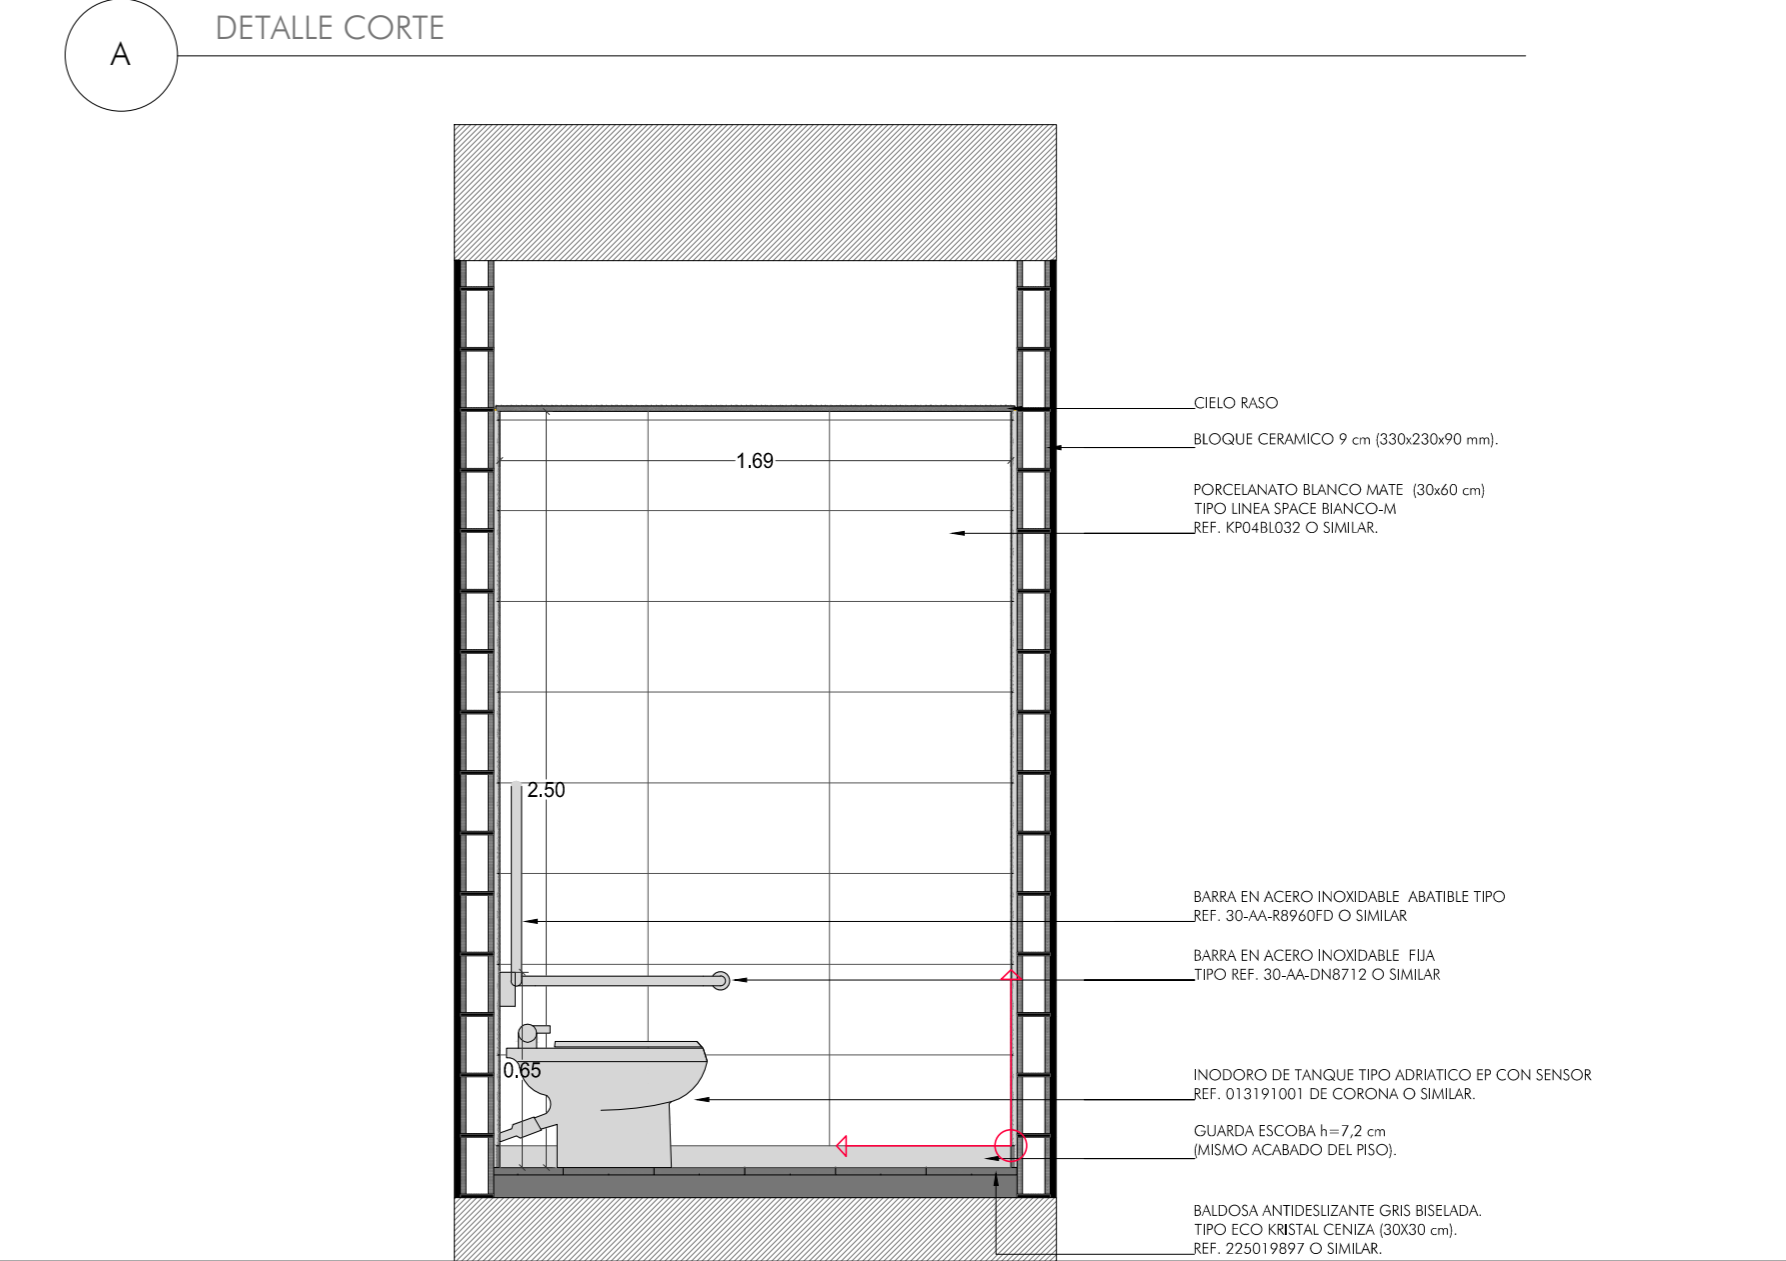 A
DETALLE CORTE
CIELO RASO
BLOQUE CERAMICO 9 cm (330x230x90 mm).
1.69
PORCELANATO BLANCO MATE (30x60 cm)
TIPO LINEA SPACE BIANCO-M
REF. KP04BL032 O SIMILAR.
2.50
BARRA EN ACERO INOXIDABLE ABATIBLE TIPO
REF. 30-AA-R8960FD O SIMILAR
BARRA EN ACERO INOXIDABLE FIJA
TIPO REF. 30-AA-DN8712 O SIMILAR
0.65
INODORO DE TANQUE TIPO ADRIATICO EP CON SENSOR
REF. 013191001 DE CORONA O SIMILAR.
GUARDA ESCOBA h=7,2 cm
(MISMO ACABADO DEL PISO).
BALDOSA ANTIDESLIZANTE GRIS BISELADA.
TIPO ECO KRISTAL CENIZA (30X30 cm).
REF. 225019897 O SIMILAR.